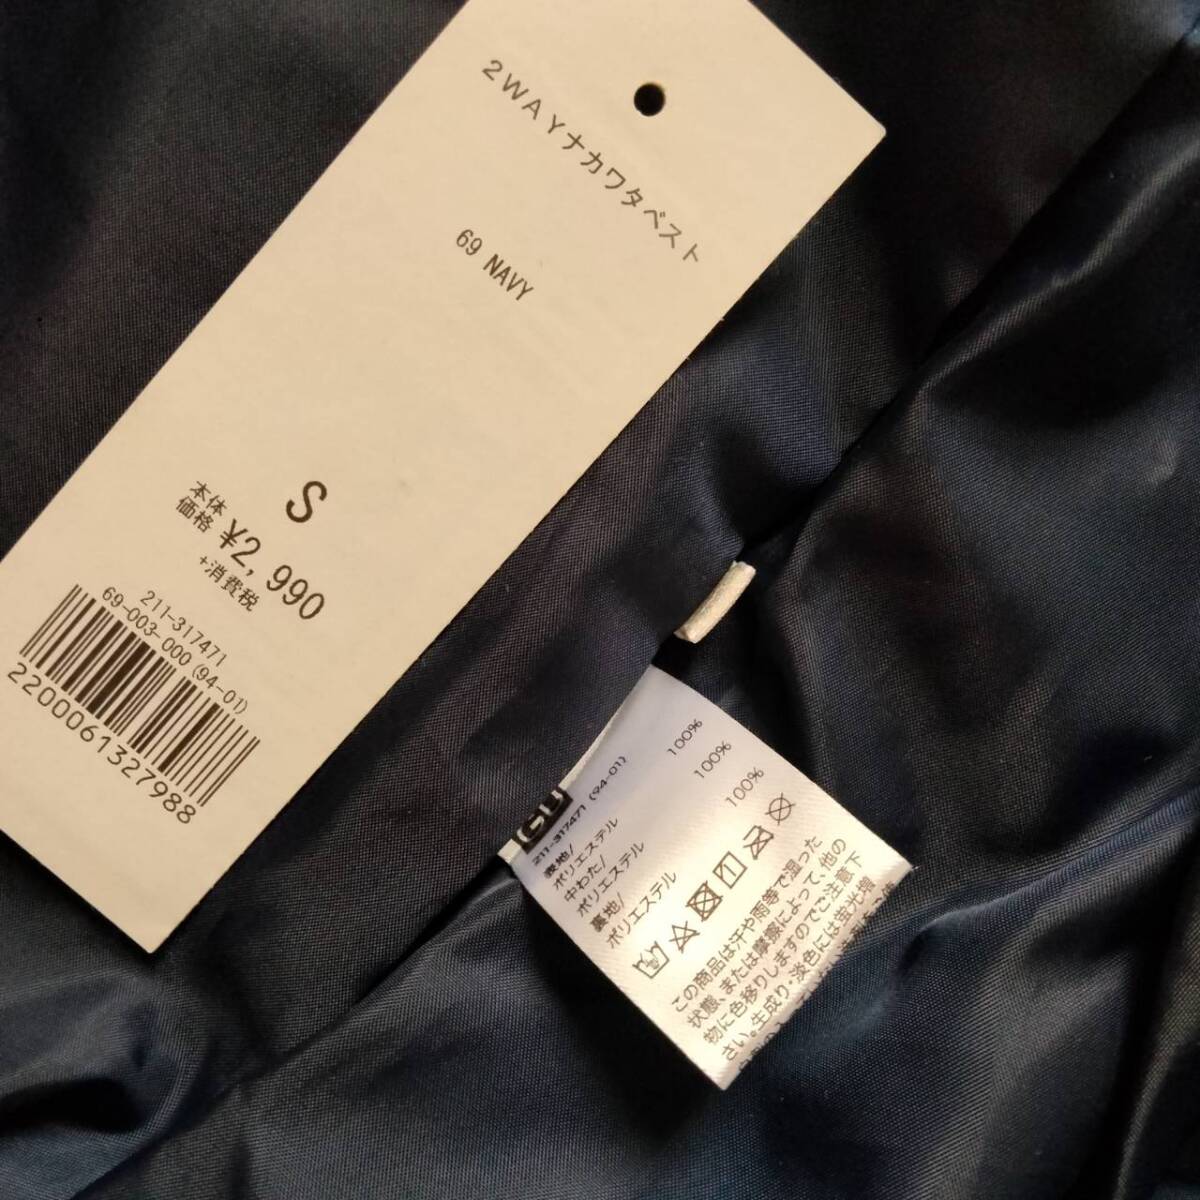 2WAYナカワタベスト
69 NAVY
S
本体
価格 ¥2,990
+消費税
211-317471
69-003-000(94-01)
2200061327988
GU
211-317471 (94-01)
表地/
ポリエステル 100%
中わた/
ポリエステル 100%
裏地/
ポリエステル 100%
この商品は汗や雨等で湿った
状態、または摩擦によって、他の
物に色移りしますのでご注意下
さい。生成り・淡色には蛍光増